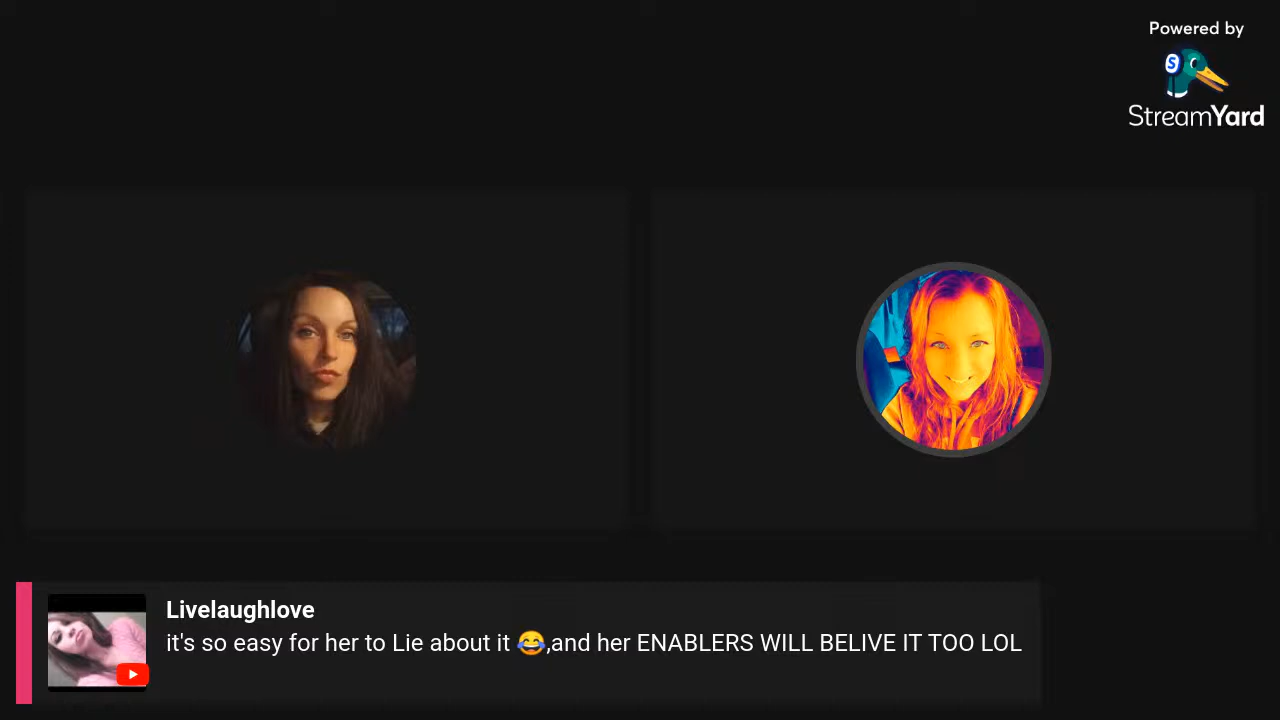 Powered by
S
StreamYard
Livelaughlove
it's so easy for her to Lie about it 😂,and her ENABLERS WILL BELIVE IT TOO LOL